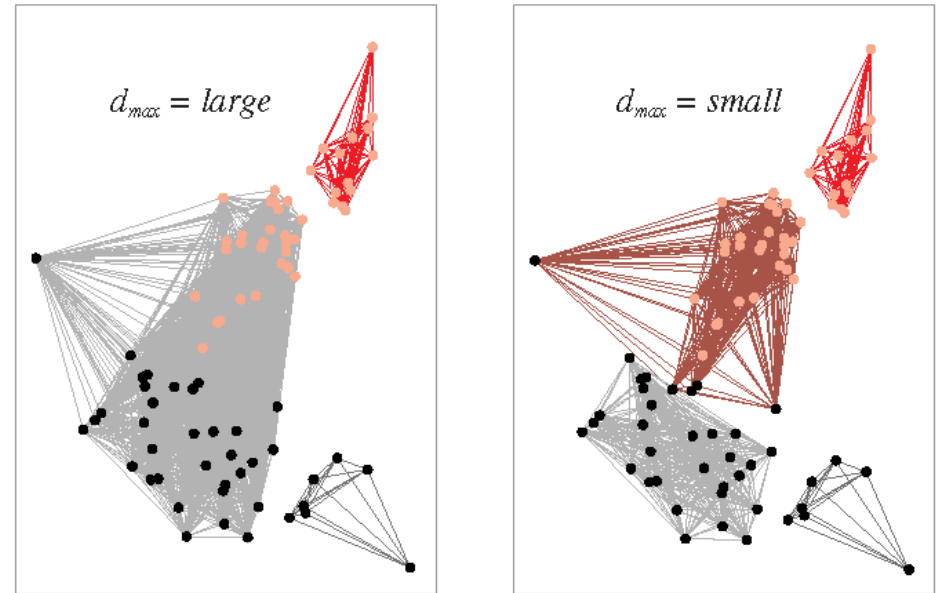 d_max = large
d_max = small